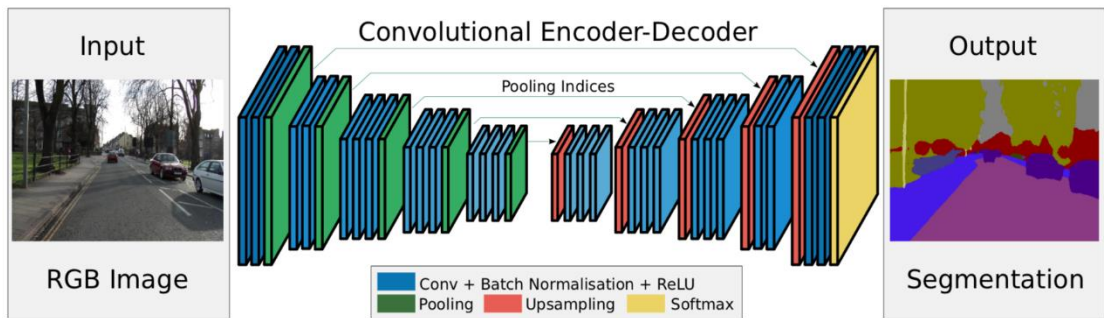 Input
RGB Image
Convolutional Encoder-Decoder
Pooling Indices
Conv + Batch Normalisation + ReLU
Pooling Upsampling Softmax
Output
Segmentation